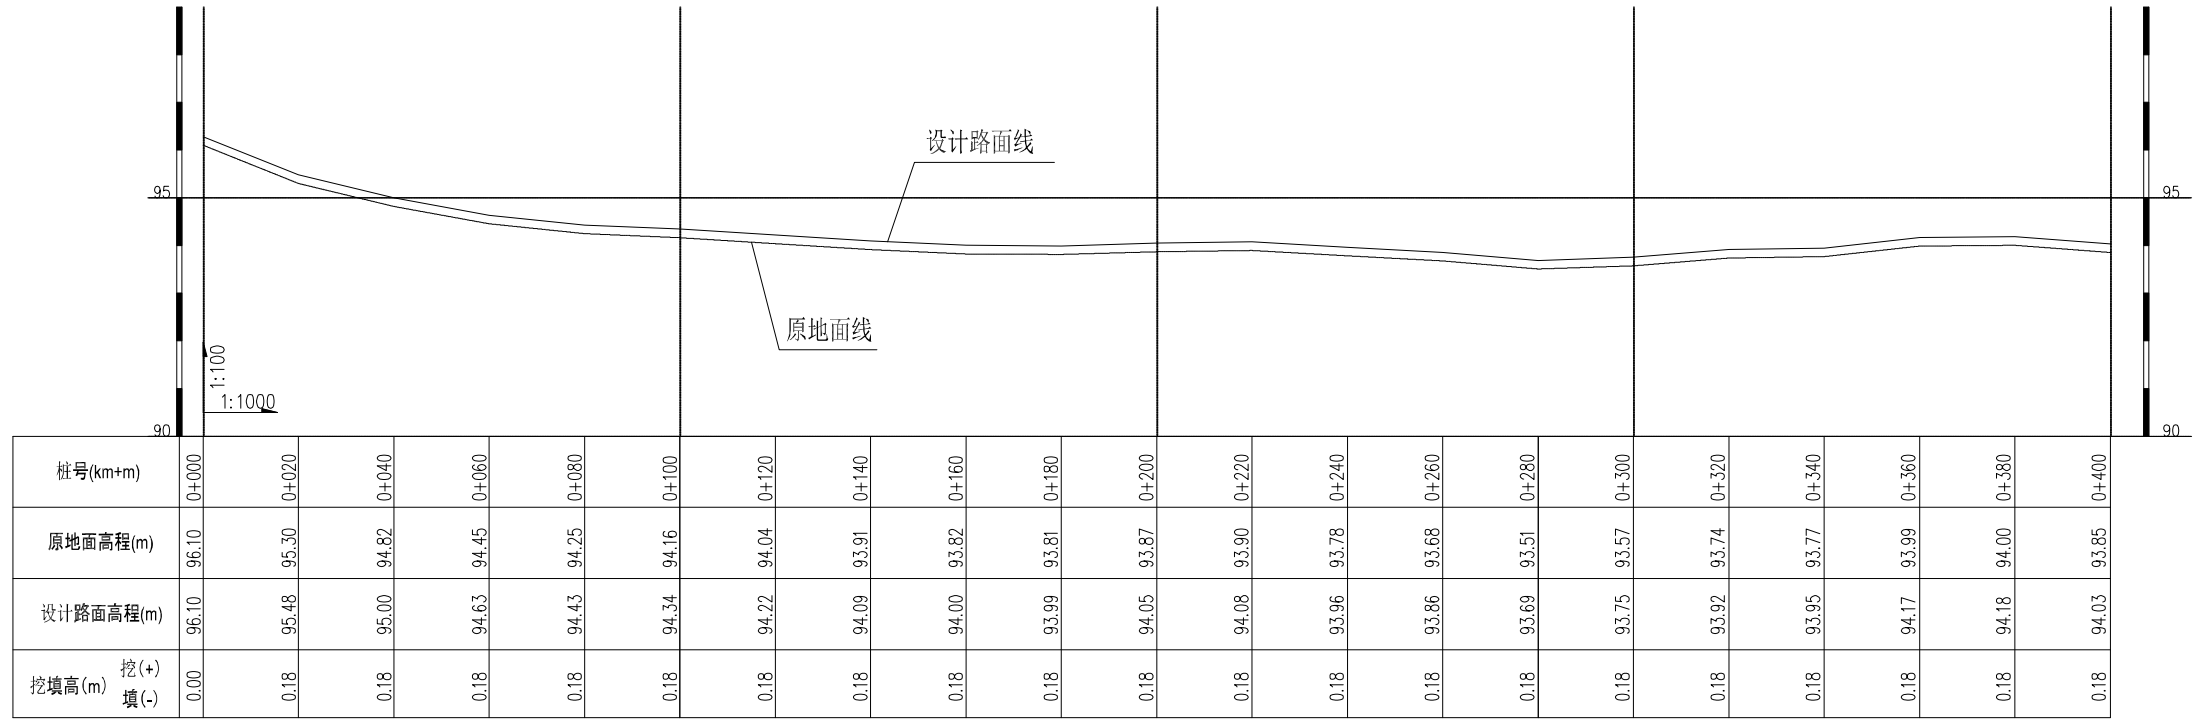 设计路面线
95
95
原地面线
1:100
1:1000
90
90
桩号(km+m) 0+000 0+020 0+040 0+060 0+080 0+100 0+120 0+140 0+160 0+180 0+200 0+220 0+240 0+260 0+280 0+300 0+320 0+340 0+360 0+380 0+400
原地面高程(m) 96.10 95.30 94.82 94.45 94.25 94.16 94.04 93.91 93.82 93.81 93.87 93.90 93.78 93.68 93.51 93.57 93.74 93.77 93.99 94.00 93.85
设计路面高程(m) 96.10 95.48 95.00 94.63 94.43 94.34 94.22 94.09 94.00 93.99 94.05 94.08 93.96 93.86 93.69 93.75 93.92 93.95 94.17 94.18 94.03
挖填高(m) 挖(+)
填(-)
0.00 0.18 0.18 0.18 0.18 0.18 0.18 0.18 0.18 0.18 0.18 0.18 0.18 0.18 0.18 0.18 0.18 0.18 0.18 0.18 0.18